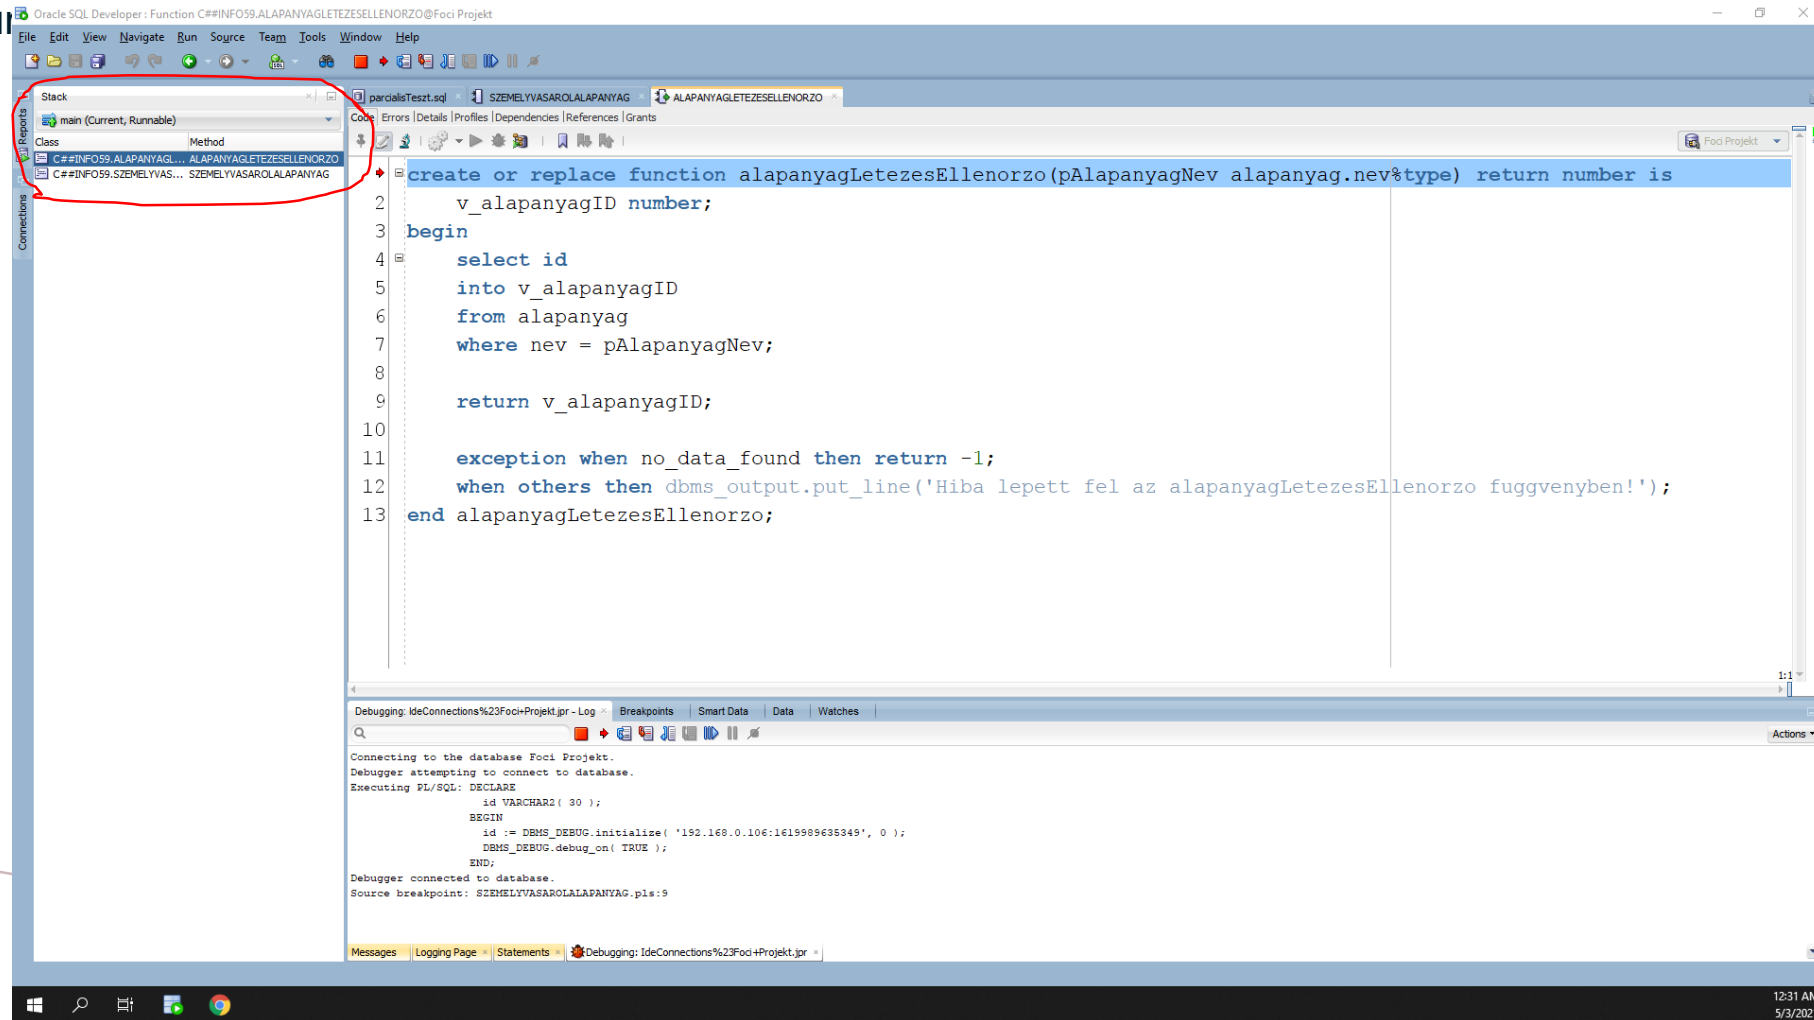 Oracle SQL Developer : Function C##INFO59.ALAPANYAGLETEZESELLENORZO@Foci Projekt
File Edit View Navigate Run Source Team Tools Window Help
Stack
main (Current, Runnable)
Class Method
C##INFO59.ALAPANYAGL... ALAPANYAGLETEZESELLENORZO
C##INFO59.SZEMELYVAS... SZEMELYVASAROLALAPANYAG
Reports
Connections
parcialisTeszt.sql SZEMELYVASAROLALAPANYAG ALAPANYAGLETEZESELLENORZO
Code Errors Details Profiles Dependencies References Grants
Foci Projekt
create or replace function alapanyagLetezesEllenorzo(pAlapanyagNev alapanyag.nev%type) return number is
2 v_alapanyagID number;
3 begin
4 select id
5 into v_alapanyagID
6 from alapanyag
7 where nev = pAlapanyagNev;
8
9 return v_alapanyagID;
10
11 exception when no_data_found then return -1;
12 when others then dbms_output.put_line('Hiba lepett fel az alapanyagLetezesEllenorzo fuggvenyben!');
13 end alapanyagLetezesEllenorzo;
1:1
Debugging: IdeConnections%23Foci+Projekt.jpr - Log Breakpoints Smart Data Data Watches
Actions
Connecting to the database Foci Projekt.
Debugger attempting to connect to database.
Executing PL/SQL: DECLARE
id VARCHAR2( 30 );
BEGIN
id := DBMS_DEBUG.initialize( '192.168.0.106:1619989635349', 0 );
DBMS_DEBUG.debug_on( TRUE );
END;
Debugger connected to database.
Source breakpoint: SZEMELYVASAROLALAPANYAG.pls:9
Messages Logging Page Statements Debugging: IdeConnections%23Foci+Projekt.jpr
12:31 AM
5/3/202